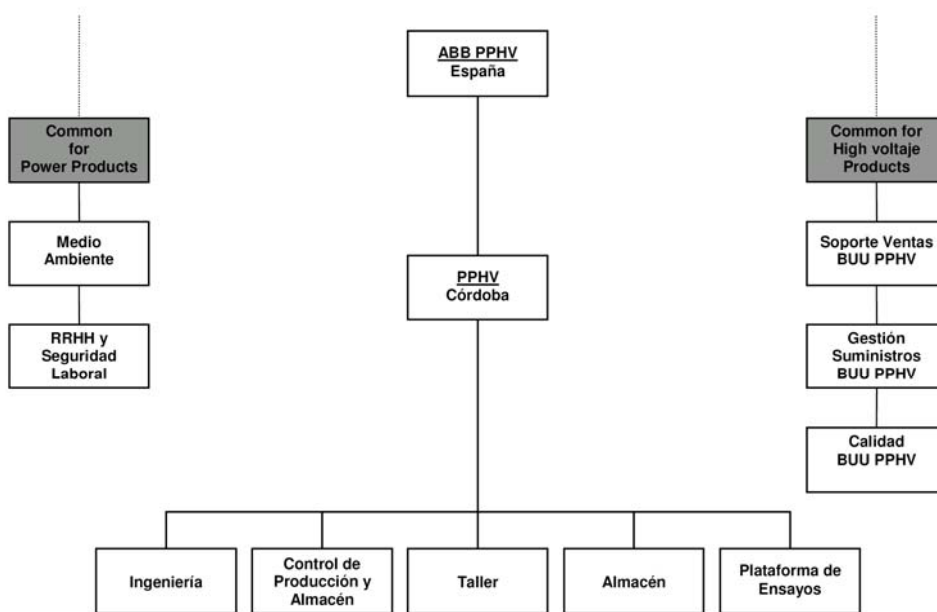 ABB PPHV
España
Common
for
Power Products
Common for
High voltaje
Products
Medio
Ambiente
Soporte Ventas
BUU PPHV
PPHV
Córdoba
RRHH y
Seguridad
Laboral
Gestión
Suministros
BUU PPHV
Calidad
BUU PPHV
Ingeniería
Control de
Producción y
Almacén
Taller
Almacén
Plataforma de
Ensayos